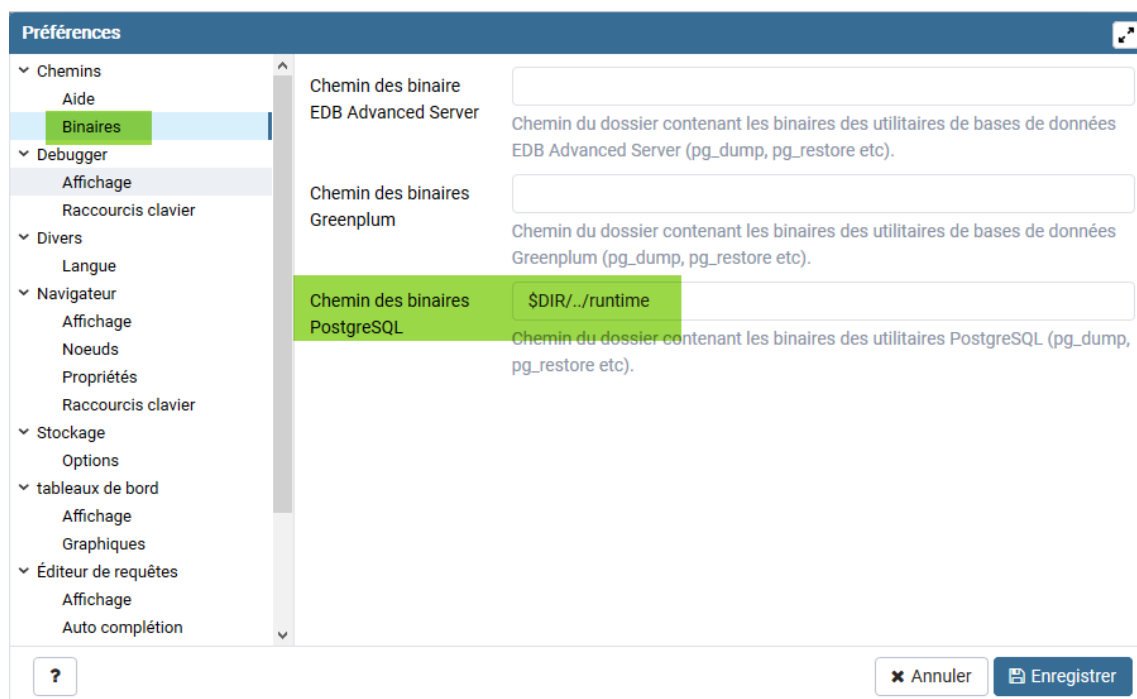 Préférences
Chemins
Aide
Binaires
Debugger
Affichage
Raccourcis clavier
Divers
Langue
Navigateur
Affichage
Noeuds
Propriétés
Raccourcis clavier
Stockage
Options
tableaux de bord
Affichage
Graphiques
Éditeur de requêtes
Affichage
Auto complétion
Chemin des binaire
EDB Advanced Server
Chemin du dossier contenant les binaires des utilitaires de bases de données
EDB Advanced Server (pg_dump, pg_restore etc).
Chemin des binaires
Greenplum
Chemin du dossier contenant les binaires des utilitaires de bases de données
Greenplum (pg_dump, pg_restore etc).
Chemin des binaires
PostgreSQL
$DIR/../runtime
Chemin du dossier contenant les binaires des utilitaires PostgreSQL (pg_dump,
pg_restore etc).
?
Annuler
Enregistrer